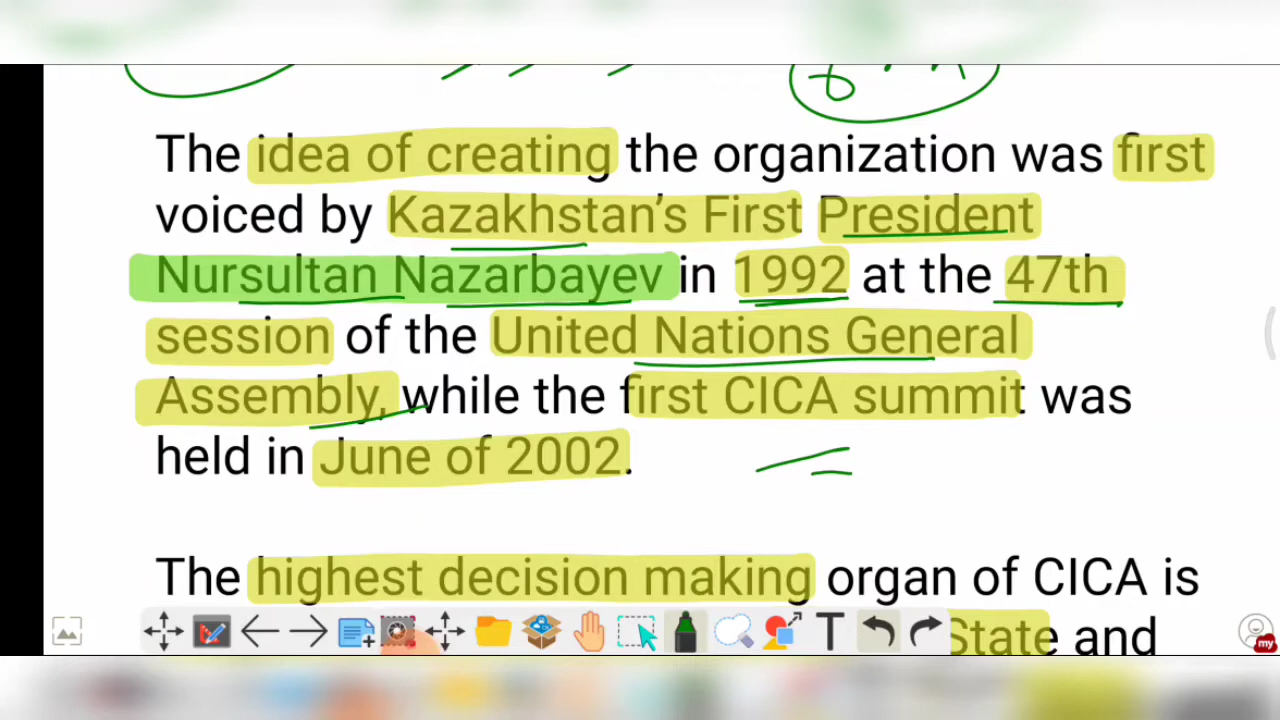 The idea of creating the organization was first
voiced by Kazakhstan's First President
Nursultan Nazarbayev in 1992 at the 47th
session of the United Nations General
Assembly, while the first CICA summit was
held in June of 2002.
The highest decision making organ of CICA is
State and
T
my